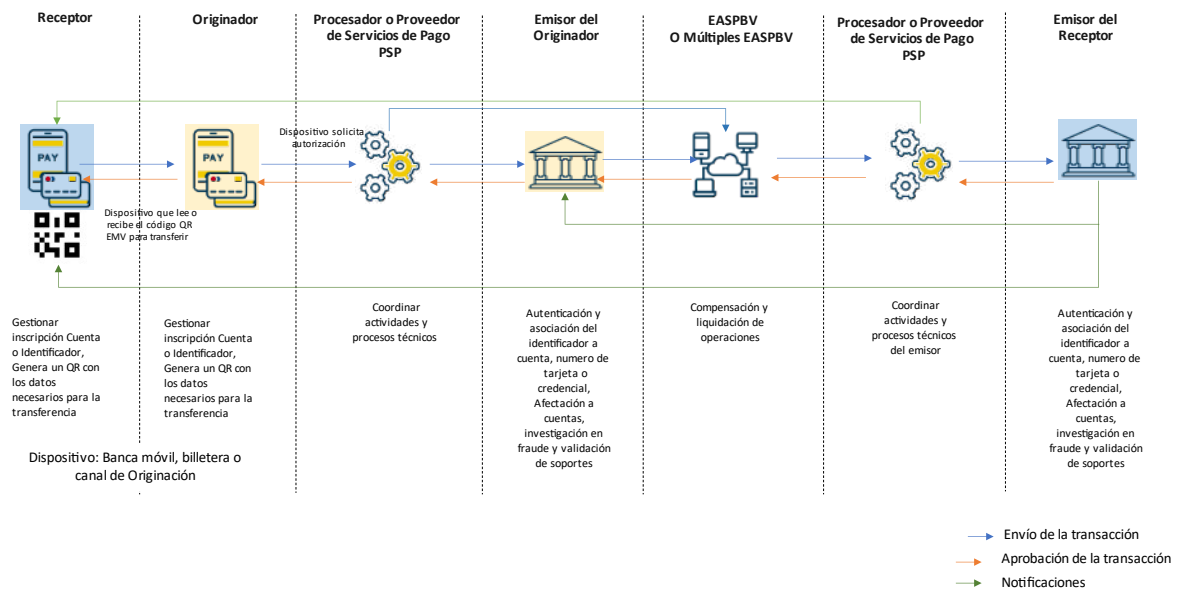 Receptor
Originador
Procesador o Proveedor
de Servicios de Pago
PSP
Emisor del
Originador
EASPBV
O Múltiples EASPBV
Procesador o Proveedor
de Servicios de Pago
PSP
Emisor del
Receptor
PAY
PAY
Dispositivo solicita
autorización
Dispositivo que lee o
recibe el código QR
EMV para transferir
Gestionar
inscripción Cuenta
o Identificador,
Genera un QR con
los datos
necesarios para la
transferencia
Gestionar
inscripción Cuenta
o Identificador,
Genera un QR con
los datos
necesarios para la
transferencia
Coordinar
actividades y
procesos técnicos
Autenticación y
asociación del
identificador a
cuenta, numero de
tarjeta o
credencial,
Afectación a
cuentas,
investigación en
fraude y validación
de soportes
Compensación y
liquidación de
operaciones
Coordinar
actividades y
procesos técnicos
del emisor
Autenticación y
asociación del
identificador a
cuenta, numero de
tarjeta o
credencial,
Afectación a
cuentas,
investigación en
fraude y validación
de soportes
Dispositivo: Banca móvil, billetera o
canal de Originación
Envío de la transacción
Aprobación de la transacción
Notificaciones